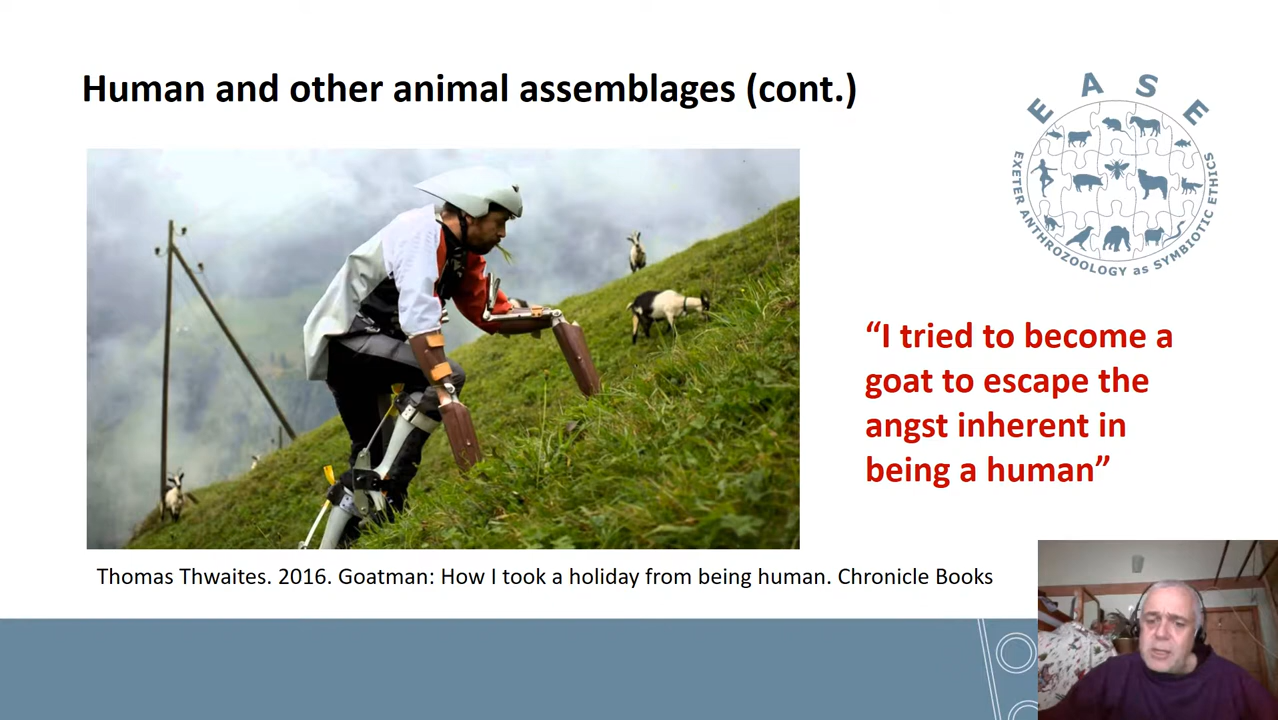 Human and other animal assemblages (cont.)
E A S E
EXETER ANTHROZOOLOGY as SYMBIOTIC ETHICS
“I tried to become a
goat to escape the
angst inherent in
being a human”
Thomas Thwaites. 2016. Goatman: How I took a holiday from being human. Chronicle Books